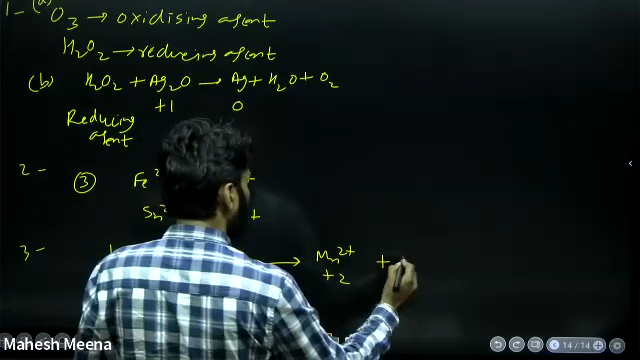 1- (a) O3 → oxidising agent
H2O2 → reducing agent
(b) H2O2 + Ag2O → Ag + H2O + O2
+1 0
Reducing agent
2- ③ Fe2 +
Sn2 +
3- → Mn2+ +
+2
Mahesh Meena
14 / 14